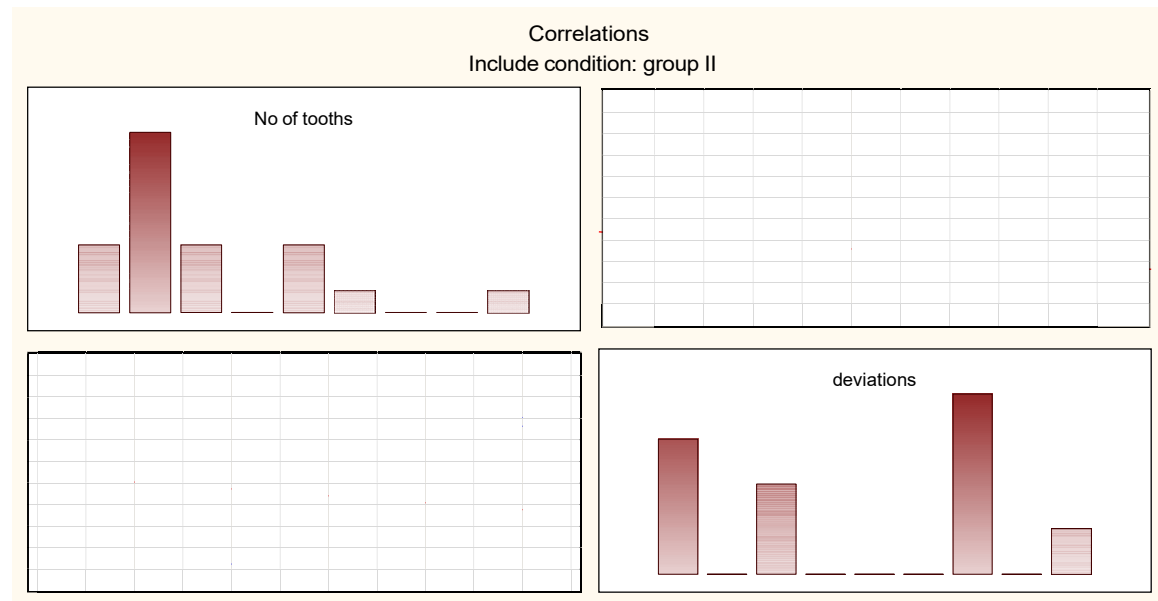 Correlations
Include condition: group II
No of tooths
deviations